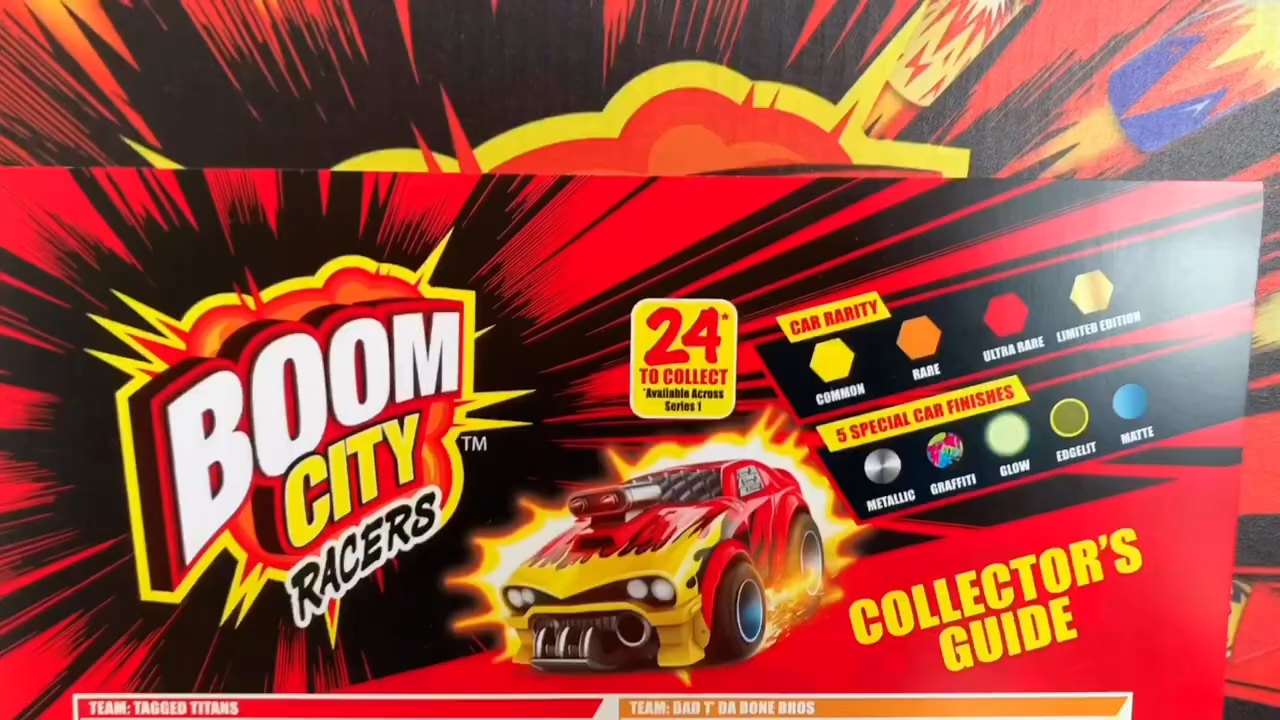 BOOM
CITY
RACERS
TM
24*
TO COLLECT
*Available Across
Series 1
CAR RARITY
COMMON
RARE
ULTRA RARE
LIMITED EDITION
5 SPECIAL CAR FINISHES
METALLIC
GRAFFITI
GLOW
EDGELIT
MATTE
COLLECTOR'S
GUIDE
TEAM: TAGGED TITANS
TEAM: BAD T' DA BONE BROS